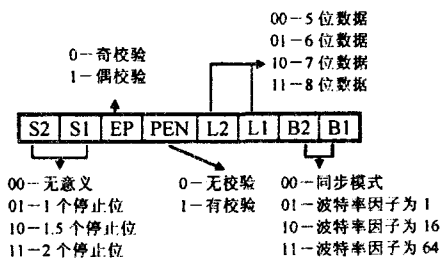 00－5 位数据
01－6 位数据
10－7 位数据
11－8 位数据
0－奇校验
1－偶校验
S2 S1 EP PEN L2 L1 B2 B1
00－无意义
01－1 个停止位
10－1.5 个停止位
11－2 个停止位
0－无校验
1－有校验
00－同步模式
01－波特率因子为 1
10－波特率因子为 16
11－波特率因子为 64